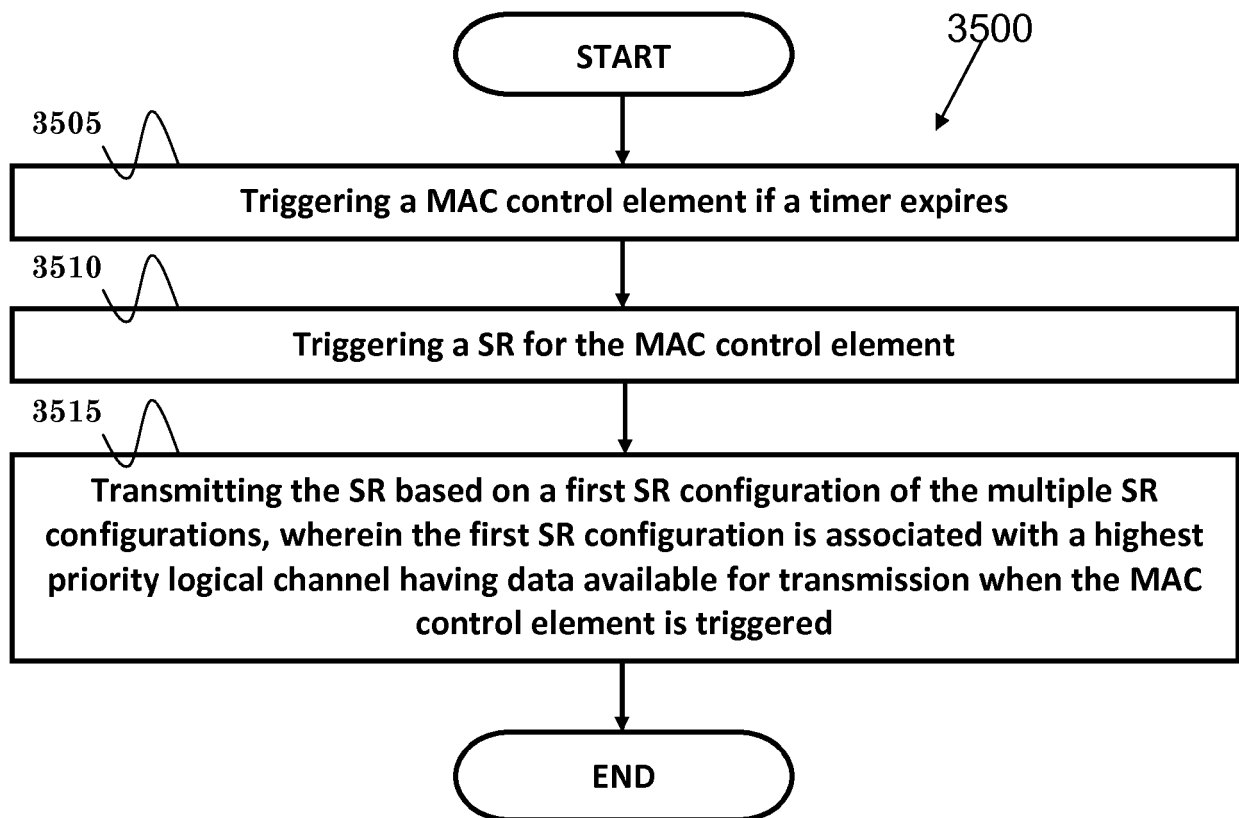 START
3500
3505
Triggering a MAC control element if a timer expires
3510
Triggering a SR for the MAC control element
3515
Transmitting the SR based on a first SR configuration of the multiple SR
configurations, wherein the first SR configuration is associated with a highest
priority logical channel having data available for transmission when the MAC
control element is triggered
END